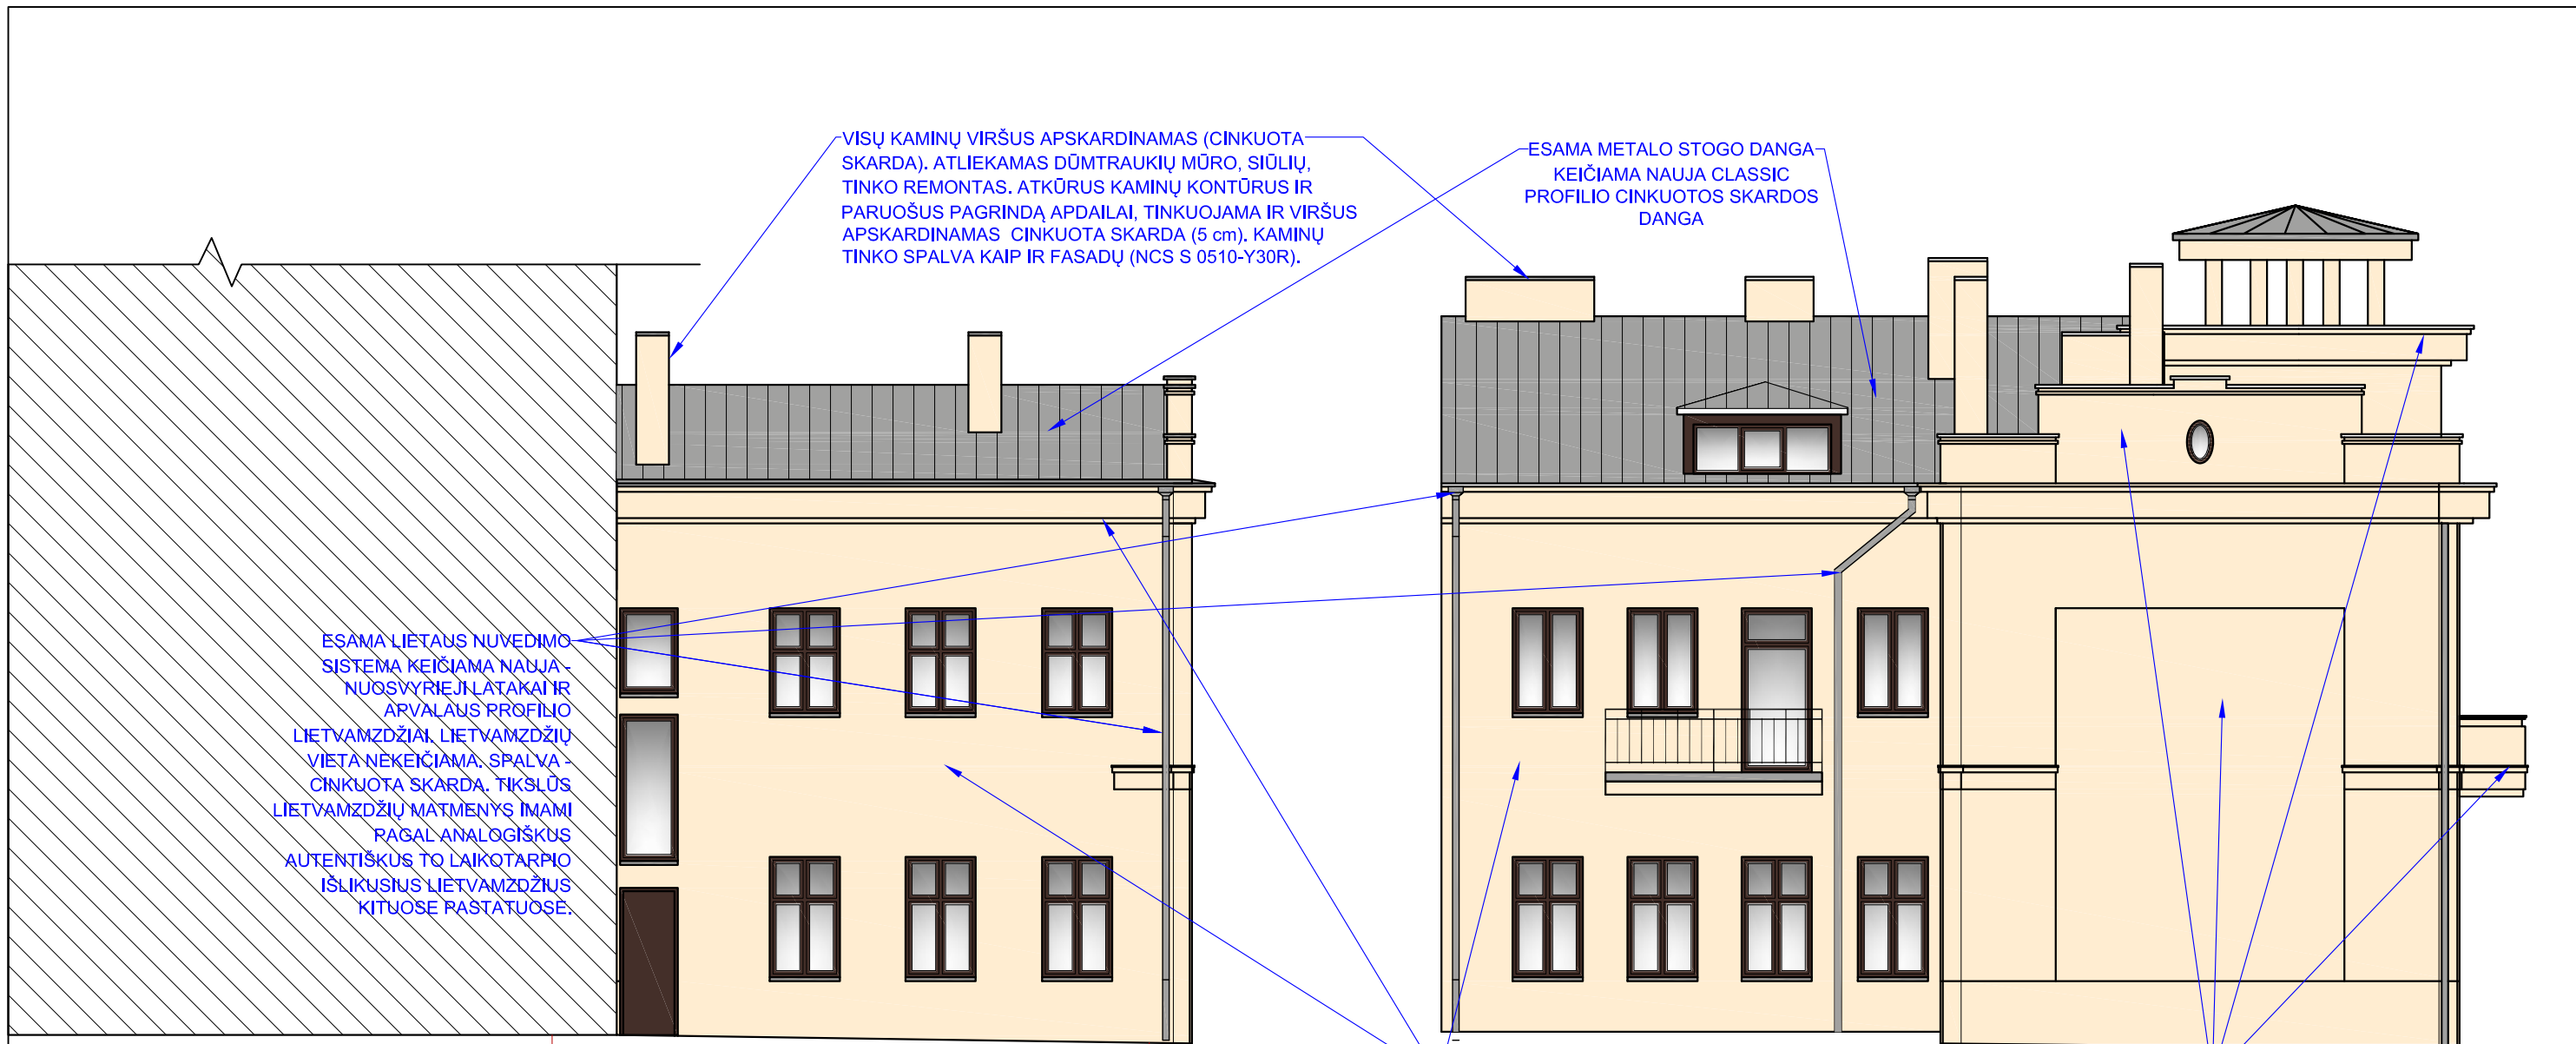 VISŲ KAMINŲ VIRŠUS APSKARDINAMAS (CINKUOTA
SKARDA). ATLIEKAMAS DŪMTRAUKIŲ MŪRO, SIŪLIŲ,
TINKO REMONTAS. ATKŪRUS KAMINŲ KONTŪRUS IR
PARUOŠUS PAGRINDĄ APDAILAI, TINKUOJAMA IR VIRŠUS
APSKARDINAMAS CINKUOTA SKARDA (5 cm). KAMINŲ
TINKO SPALVA KAIP IR FASADŲ (NCS S 0510-Y30R).
ESAMA METALO STOGO DANGA
KEIČIAMA NAUJA CLASSIC
PROFILIO CINKUOTOS SKARDOS
DANGA
ESAMA LIETAUS NUVEDIMO
SISTEMA KEIČIAMA NAUJA -
NUOSVYRIEJI LATAKAI IR
APVALAUS PROFILIO
LIETVAMZDŽIAI. LIETVAMZDŽIŲ
VIETA NEKEIČIAMA. SPALVA -
CINKUOTA SKARDA. TIKSLŪS
LIETVAMZDŽIŲ MATMENYS IMAMI
PAGAL ANALOGIŠKUS
AUTENTIŠKUS TO LAIKOTARPIO
IŠLIKUSIUS LIETVAMZDŽIUS
KITUOSE PASTATUOSE.